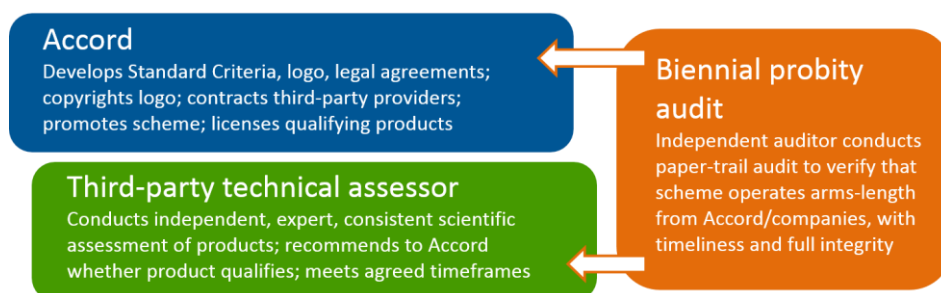 Accord
Develops Standard Criteria, logo, legal agreements;
copyrights logo; contracts third-party providers;
promotes scheme; licenses qualifying products
Third-party technical assessor
Conducts independent, expert, consistent scientific
assessment of products; recommends to Accord
whether product qualifies; meets agreed timeframes
Biennial probity
audit
Independent auditor conducts
paper-trail audit to verify that
scheme operates arms-length
from Accord/companies, with
timeliness and full integrity